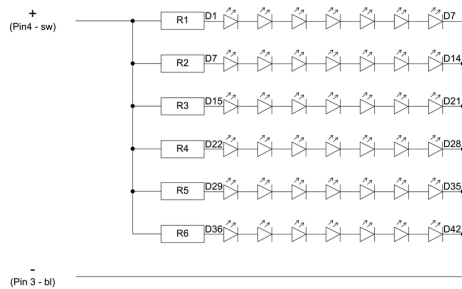 +
(Pin4 - sw)
R1 D1 D7
R2 D7 D14
R3 D15 D21
R4 D22 D28
R5 D29 D35
R6 D36 D42
-
(Pin 3 - bl)